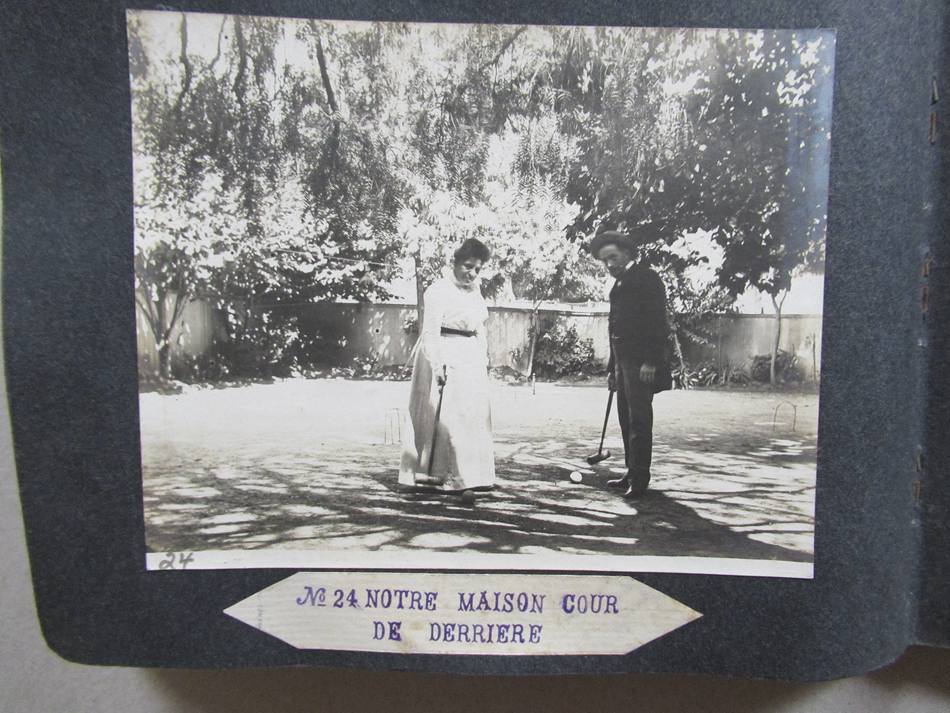 24
№ 24 NOTRE MAISON COUR
DE DERRIERE